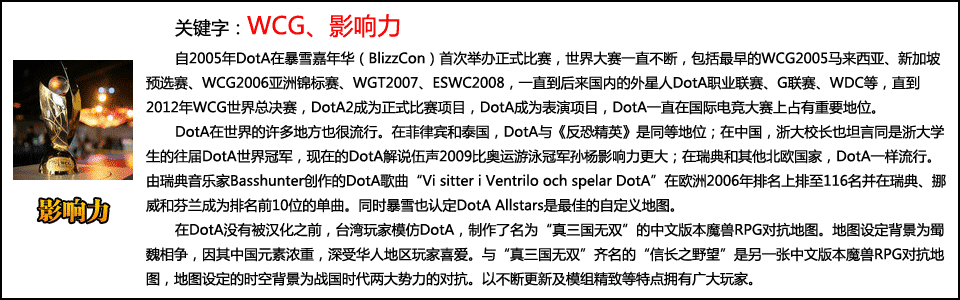 关键字：WCG、影响力
自2005年DotA在暴雪嘉年华（BlizzCon）首次举办正式比赛，世界大赛一直不断，包括最早的WCG2005马来西亚、新加坡
预选赛、WCG2006亚洲锦标赛、WGT2007、ESWC2008，一直到后来国内的外星人DotA职业联赛、G联赛、WDC等，直到
2012年WCG世界总决赛，DotA2成为正式比赛项目，DotA成为表演项目，DotA一直在国际电竞大赛上占有重要地位。
DotA在世界的许多地方也很流行。在菲律宾和泰国，DotA与《反恐精英》是同等地位；在中国，浙大校长也坦言同是浙大学
生的往届DotA世界冠军，现在的DotA解说伍声2009比奥运游泳冠军孙杨影响力更大；在瑞典和其他北欧国家，DotA一样流行。
由瑞典音乐家Basshunter创作的DotA歌曲“Vi sitter i Ventrilo och spelar DotA”在欧洲2006年排名上排至116名并在瑞典、挪
威和芬兰成为排名前10位的单曲。同时暴雪也认定DotA Allstars是最佳的自定义地图。
在DotA没有被汉化之前，台湾玩家模仿DotA，制作了名为“真三国无双”的中文版本魔兽RPG对抗地图。地图设定背景为蜀
魏相争，因其中国元素浓重，深受华人地区玩家喜爱。与“真三国无双”齐名的“信长之野望”是另一张中文版本魔兽RPG对抗地
图，地图设定的时空背景为战国时代两大势力的对抗。以不断更新及模组精致等特点拥有广大玩家。
影响力